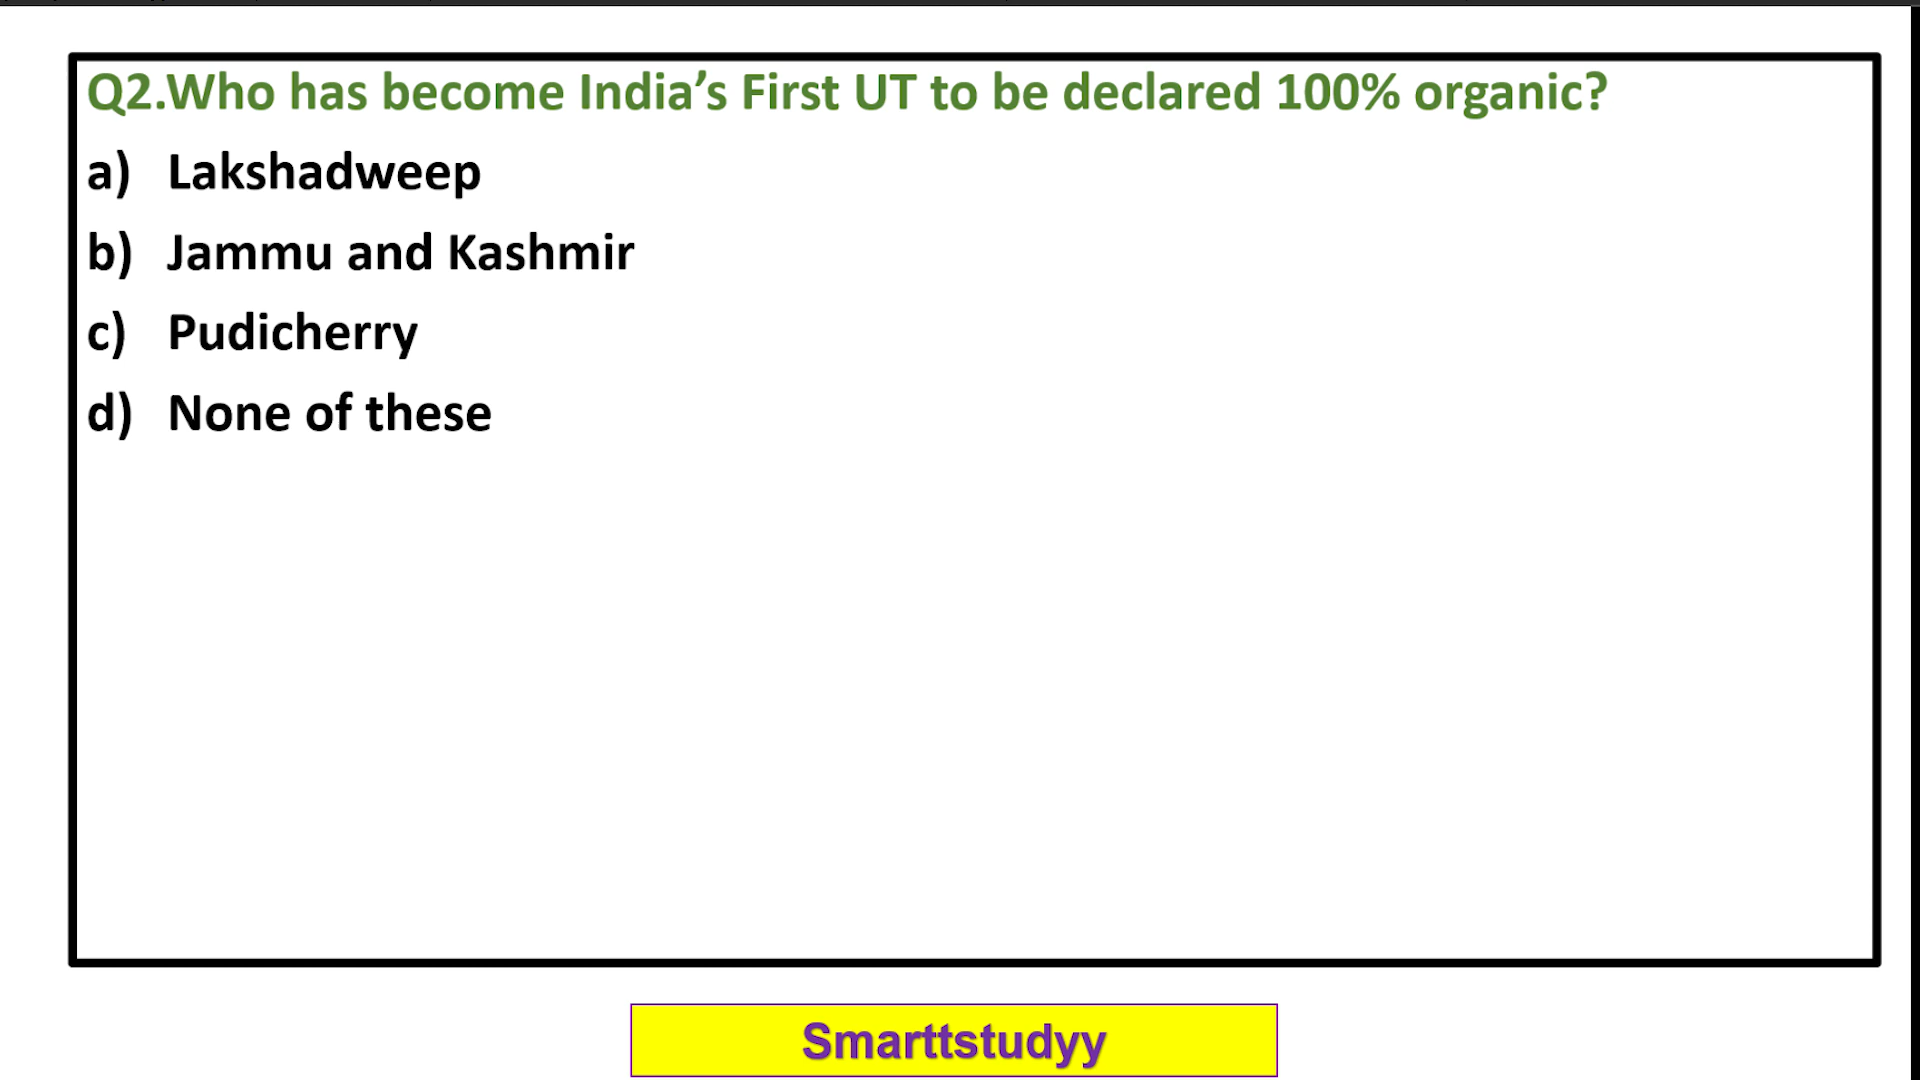 Q2.Who has become India’s First UT to be declared 100% organic?
a) Lakshadweep
b) Jammu and Kashmir
c) Pudicherry
d) None of these
Smarttstudyy